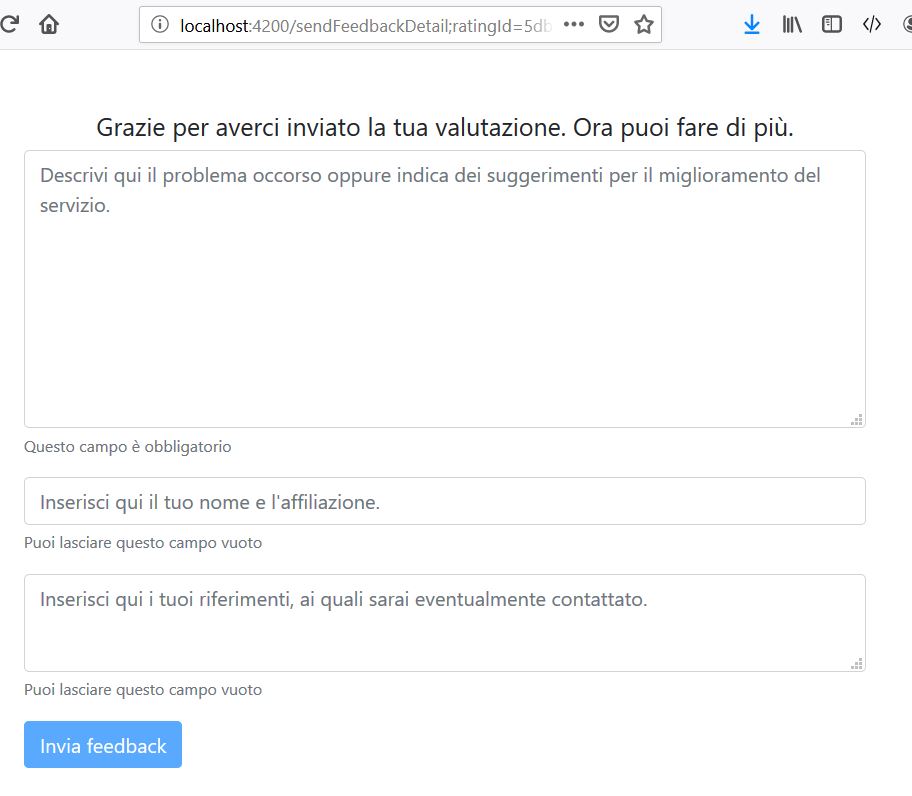 localhost:4200/sendFeedbackDetail;ratingId=5db
Grazie per averci inviato la tua valutazione. Ora puoi fare di più.
Descrivi qui il problema occorso oppure indica dei suggerimenti per il miglioramento del
servizio.
Questo campo è obbligatorio
Inserisci qui il tuo nome e l'affiliazione.
Puoi lasciare questo campo vuoto
Inserisci qui i tuoi riferimenti, ai quali sarai eventualmente contattato.
Puoi lasciare questo campo vuoto
Invia feedback